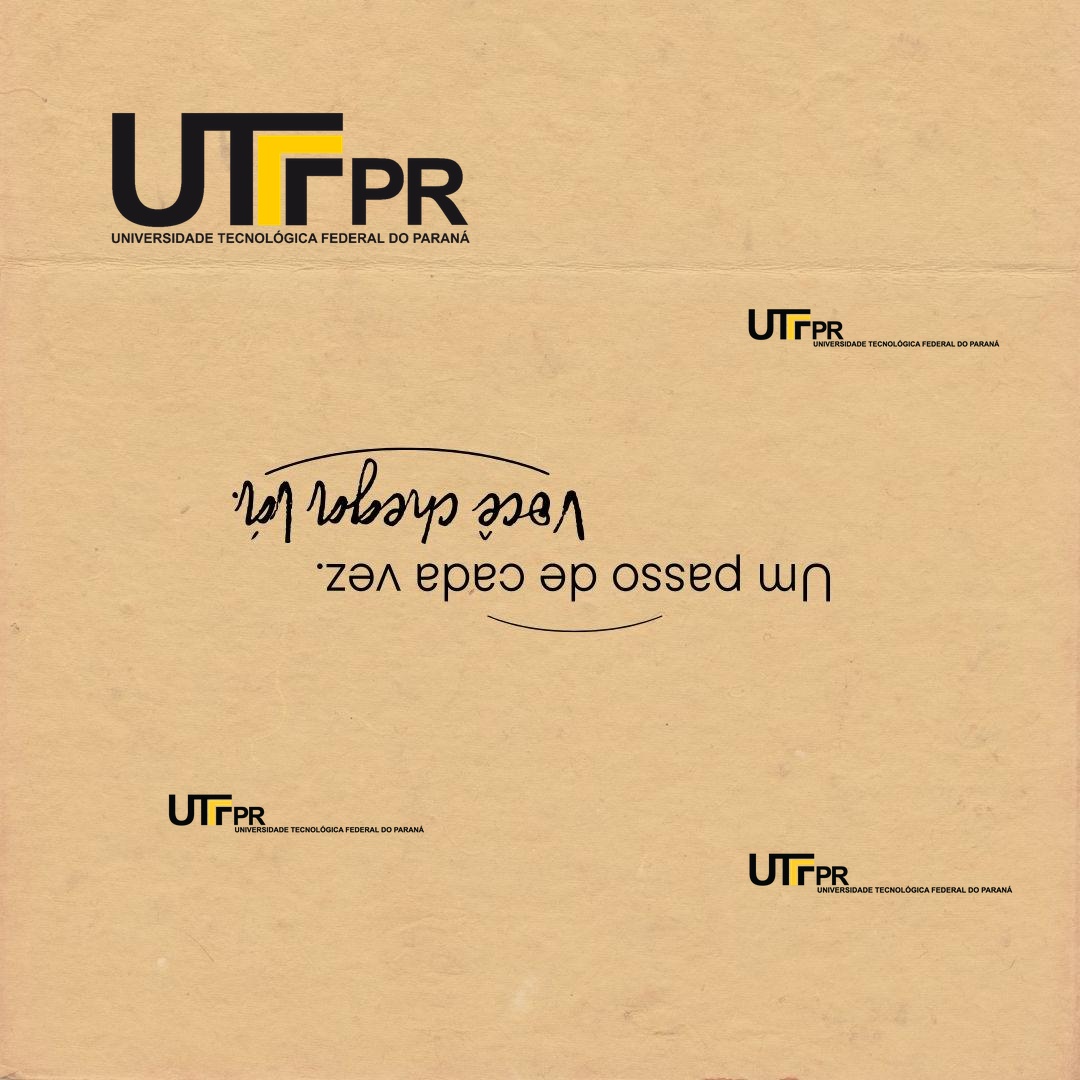 UTFPR
UNIVERSIDADE TECNOLÓGICA FEDERAL DO PARANÁ
UTFPR
UNIVERSIDADE TECNOLÓGICA FEDERAL DO PARANÁ
Um passo de cada vez.
Você chegar lá.
UTFPR
UNIVERSIDADE TECNOLÓGICA FEDERAL DO PARANÁ
UTFPR
UNIVERSIDADE TECNOLÓGICA FEDERAL DO PARANÁ